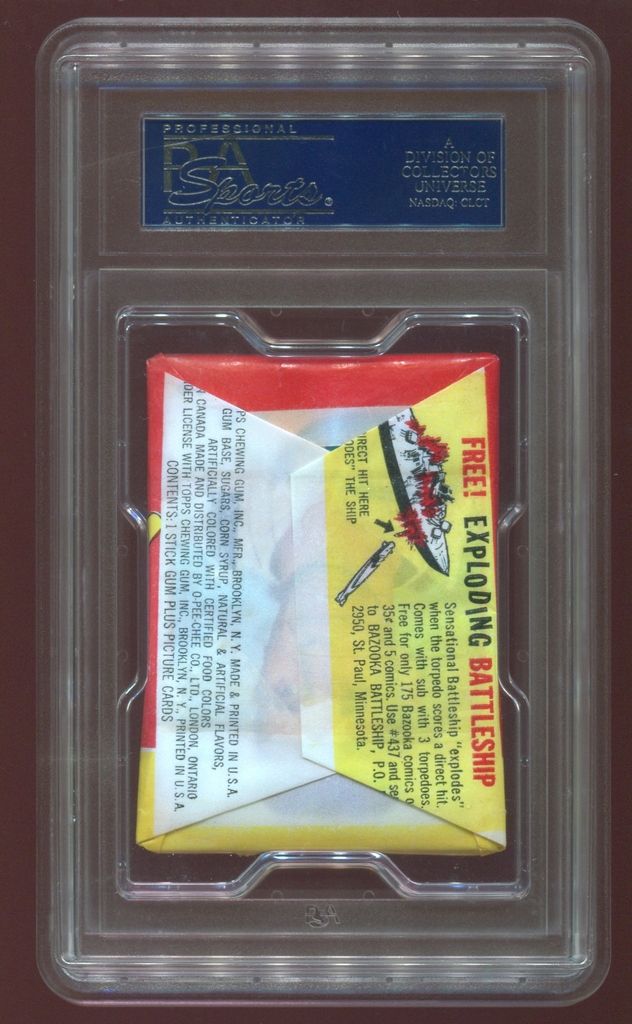 PROFESSIONAL
PSA
Sports
AUTHENTICATOR
A
DIVISION OF
COLLECTORS
UNIVERSE
NASDAQ: CLCT
FREE! EXPLODING BATTLESHIP
Sensational Battleship "explodes"
when the torpedo scores a direct hit.
Comes with sub with 3 torpedoes.
Free for only 175 Bazooka comics o
35¢ and 5 comics. Use #437 and se
to BAZOOKA BATTLESHIP, P.O.
2950, St. Paul, Minnesota.
IRECT HIT HERE
ODES" THE SHIP
PS CHEWING GUM, INC., MFR., BROOKLYN, N. Y. MADE & PRINTED IN U.S.A.
GUM BASE, SUGARS, CORN SYRUP, NATURAL & ARTIFICIAL FLAVORS,
ARTIFICIALLY COLORED WITH CERTIFIED FOOD COLORS
N CANADA MADE AND DISTRIBUTED BY O-PEE-CHEE CO., LTD., LONDON, ONTARIO
DER LICENSE WITH TOPPS CHEWING GUM, INC., BROOKLYN, N. Y., PRINTED IN U.S.A.
CONTENTS: 1 STICK GUM PLUS PICTURE CARDS
PSA